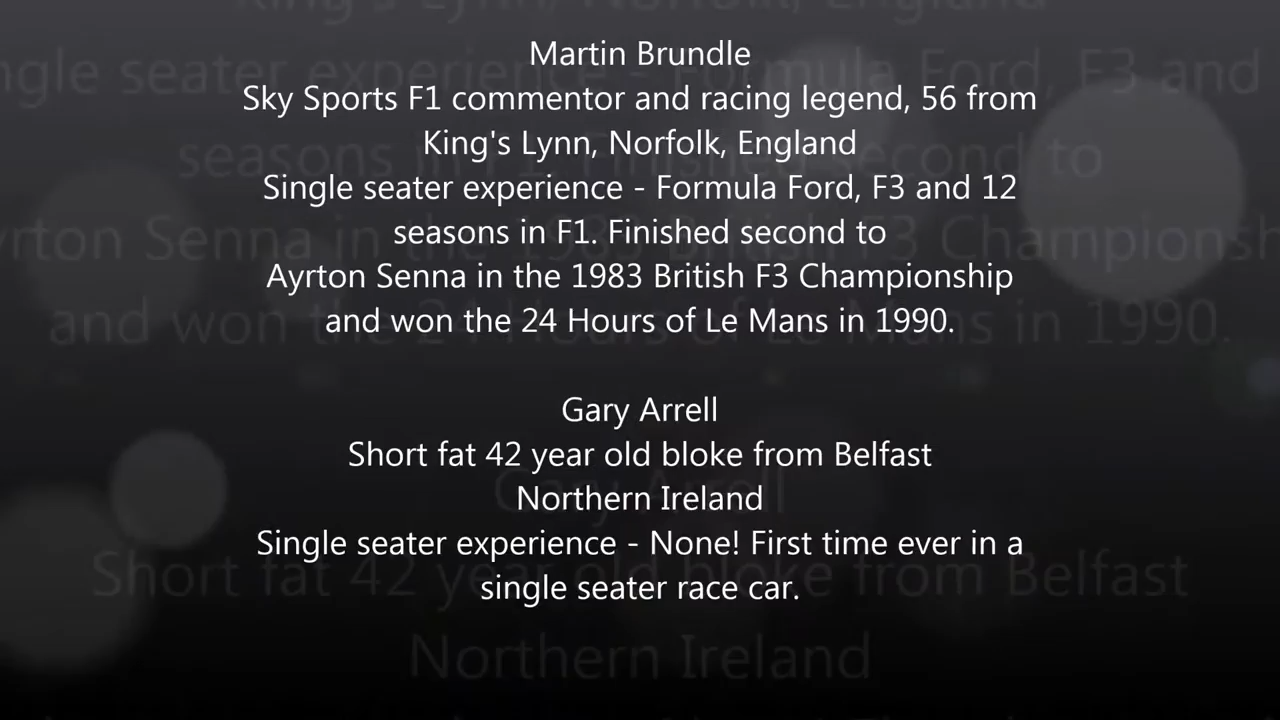 Martin Brundle
Sky Sports F1 commentor and racing legend, 56 from
King's Lynn, Norfolk, England
Single seater experience - Formula Ford, F3 and 12
seasons in F1. Finished second to
Ayrton Senna in the 1983 British F3 Championship
and won the 24 Hours of Le Mans in 1990.

Gary Arrell
Short fat 42 year old bloke from Belfast
Northern Ireland
Single seater experience - None! First time ever in a
single seater race car.